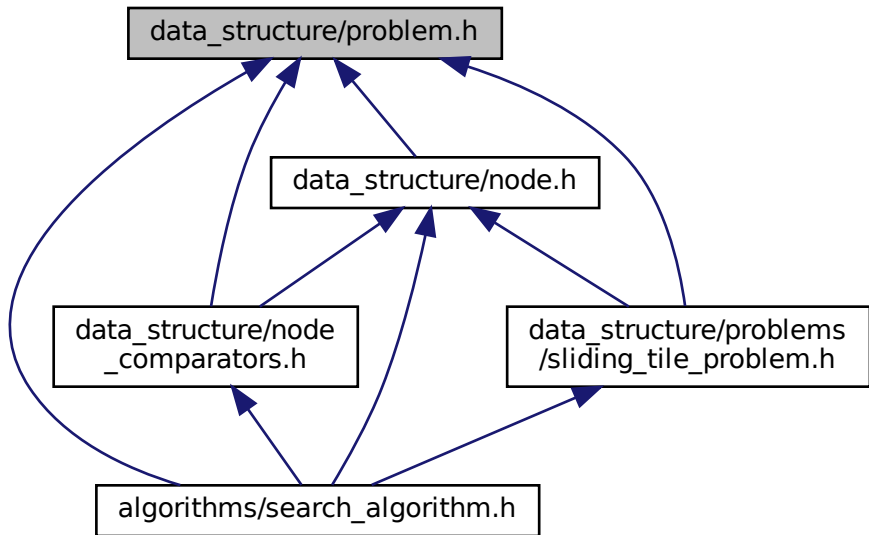 data_structure/problem.h
data_structure/node.h
data_structure/node
_comparators.h
data_structure/problems
/sliding_tile_problem.h
algorithms/search_algorithm.h